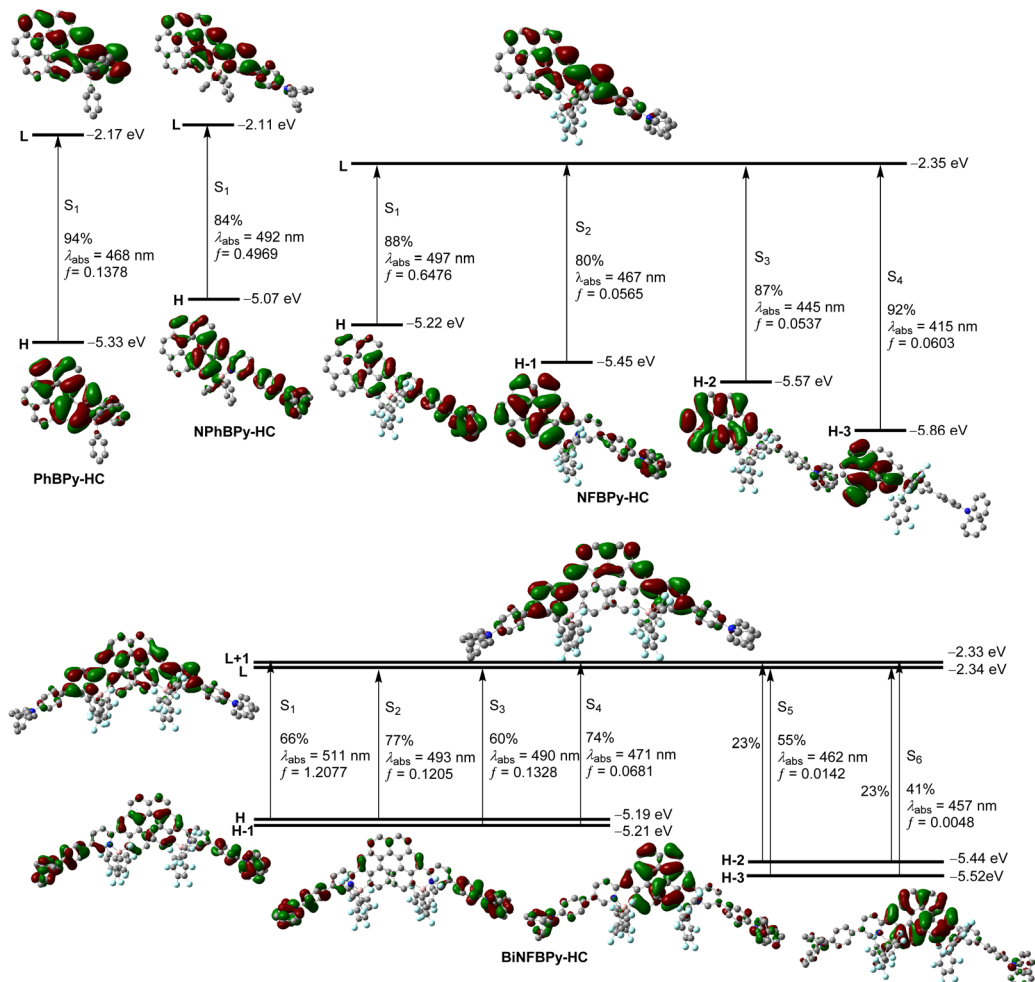 L
−2.17 eV
S1
94%
λabs = 468 nm
f= 0.1378
H
−5.33 eV
PhBPy-HC
L
−2.11 eV
S1
84%
λabs = 492 nm
f= 0.4969
H
−5.07 eV
NPhBPy-HC
L
−2.35 eV
S1
88%
λabs = 497 nm
f = 0.6476
H
−5.22 eV
S2
80%
λabs = 467 nm
f = 0.0565
H-1
−5.45 eV
S3
87%
λabs = 445 nm
f = 0.0537
H-2
−5.57 eV
S4
92%
λabs = 415 nm
f = 0.0603
H-3
−5.86 eV
NFBPy-HC
L+1
−2.33 eV
L
−2.34 eV
S1
66%
λabs = 511 nm
f = 1.2077
S2
77%
λabs = 493 nm
f = 0.1205
S3
60%
λabs = 490 nm
f = 0.1328
S4
74%
λabs = 471 nm
f = 0.0681
23%
S5
55%
λabs = 462 nm
f = 0.0142
23%
S6
41%
λabs = 457 nm
f = 0.0048
H
−5.19 eV
H-1
−5.21 eV
H-2
−5.44 eV
H-3
−5.52eV
BiNFBPy-HC